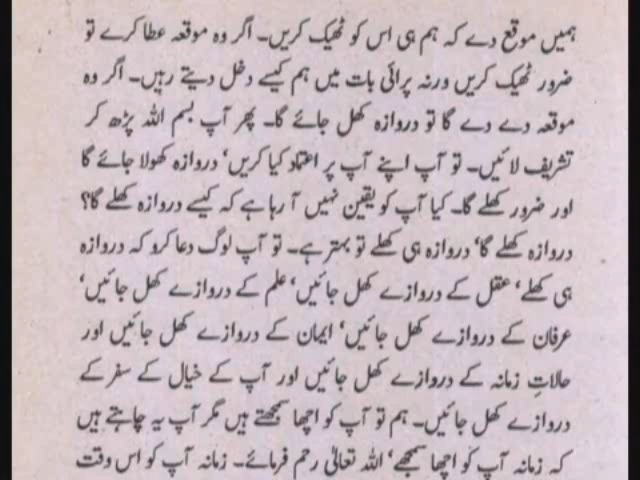 ہمیں موقع دے کہ ہم ہی اس کو ٹھیک کریں۔ اگر وہ موقعہ عطا کرے تو
ضرور ٹھیک کریں ورنہ پرائی بات میں ہم کیسے دخل دیتے رہیں۔ اگر وہ
موقعہ دے دے گا تو دروازہ کھل جائے گا۔ پھر آپ بسم اللہ پڑھ کر
تشریف لائیں۔ تو آپ اپنے آپ پر اعتماد کیا کریں‘ دروازہ کھولا جائے گا
اور ضرور کھلے گا۔ کیا آپ کو یقین نہیں آ رہا ہے کہ کیسے دروازہ کھلے گا؟
دروازہ کھلے گا‘ دروازہ ہی کھلے تو بہتر ہے۔ تو آپ لوگ دعا کرو کہ دروازہ
ہی کھلے‘ عقل کے دروازے کھل جائیں‘ علم کے دروازے کھل جائیں‘
عرفان کے دروازے کھل جائیں‘ ایمان کے دروازے کھل جائیں اور
حالاتِ زمانہ کے دروازے کھل جائیں اور آپ کے خیال کے سفر کے
دروازے کھل جائیں۔ ہم تو آپ کو اچھا سمجھتے ہیں مگر آپ یہ چاہتے ہیں
کہ زمانہ آپ کو اچھا سمجھے‘ اللہ تعالیٰ رحم فرمائے۔ زمانہ آپ کو اس وقت